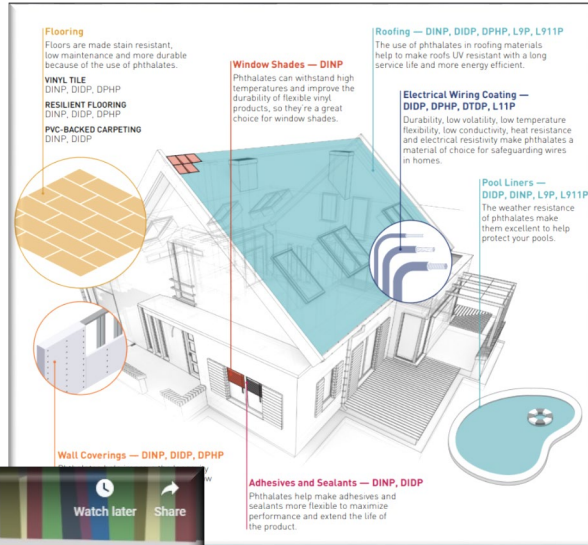 Flooring
Floors are made stain resistant,
low maintenance and more durable
because of the use of phthalates.
VINYL TILE
DINP, DIDP, DPHP
RESILIENT FLOORING
DINP, DIDP, DPHP
PVC-BACKED CARPETING
DINP, DIDP
Window Shades — DINP
Phthalates can withstand high
temperatures and improve the
durability of flexible vinyl
products, so they're a great
choice for window shades.
Roofing — DINP, DIDP, DPHP, L9P, L911P
The use of phthalates in roofing materials
help to make roofs UV resistant with a long
service life and more energy efficient.
Electrical Wiring Coating —
DIDP, DPHP, DTDP, L11P
Durability, low volatility, low temperature
flexibility, low conductivity, heat resistance
and electrical resistivity make phthalates a
material of choice for safeguarding wires
in homes.
Pool Liners —
DIDP, DINP, L9P, L911P
The weather resistance
of phthalates make
them excellent to help
protect your pools.
Wall Coverings — DINP, DIDP, DPHP
Adhesives and Sealants — DINP, DIDP
Phthalates help make adhesives and
sealants more flexible to maximize
performance and extend the life of
the product.
Watch later
Share